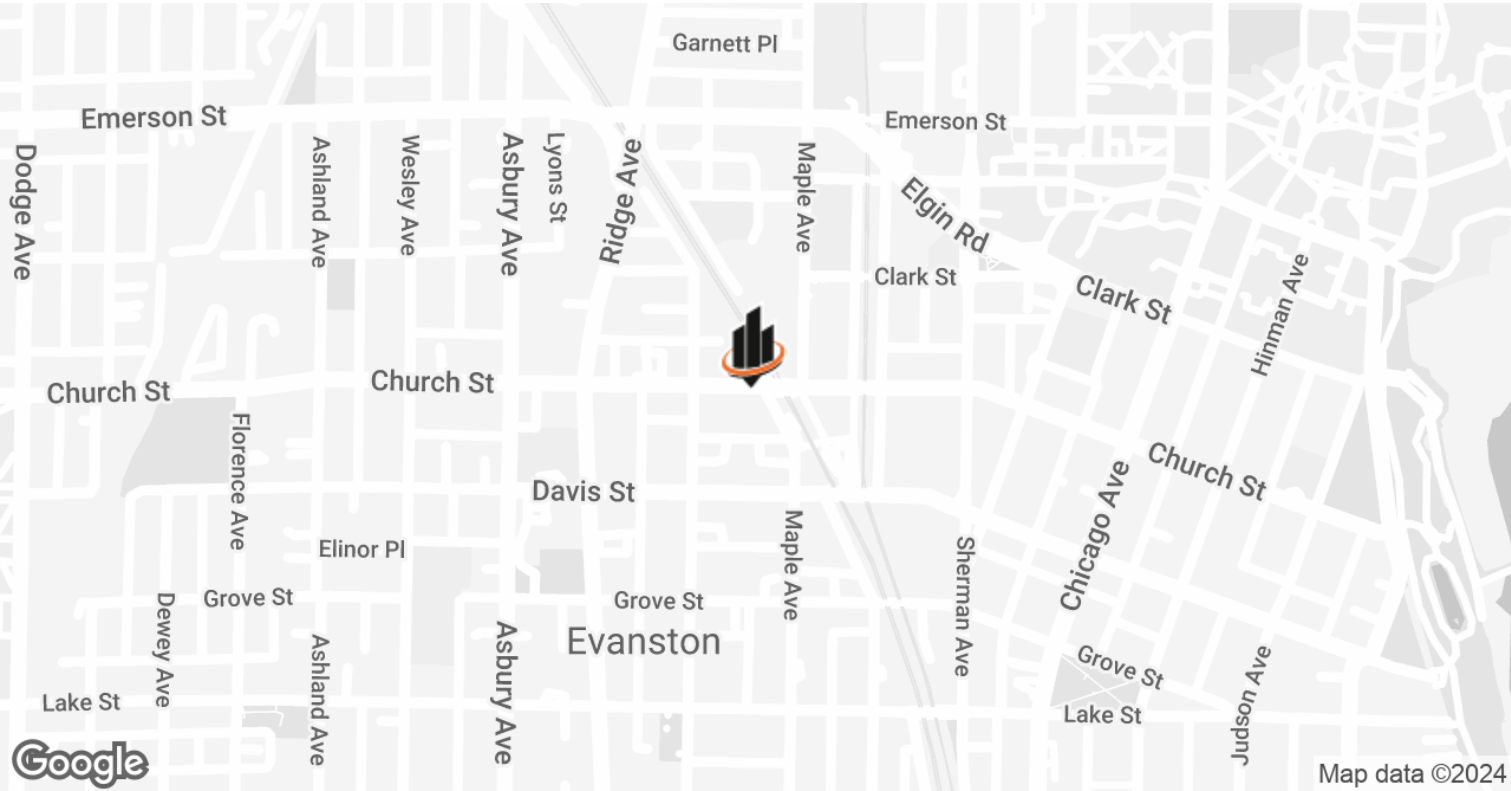 Garnett Pl
Emerson St
Emerson St
Dodge Ave
Ashland Ave
Wesley Ave
Asbury Ave
Lyons St
Ridge Ave
Maple Ave
Elgin Rd
Clark St
Clark St
Hinman Ave
Church St
Church St
Church St
Florence Ave
Davis St
Chicago Ave
Elinor Pl
Maple Ave
Sherman Ave
Dewey Ave
Grove St
Grove St
Evanston
Ashland Ave
Asbury Ave
Grove St
Judson Ave
Lake St
Lake St
Google
Map data ©2024